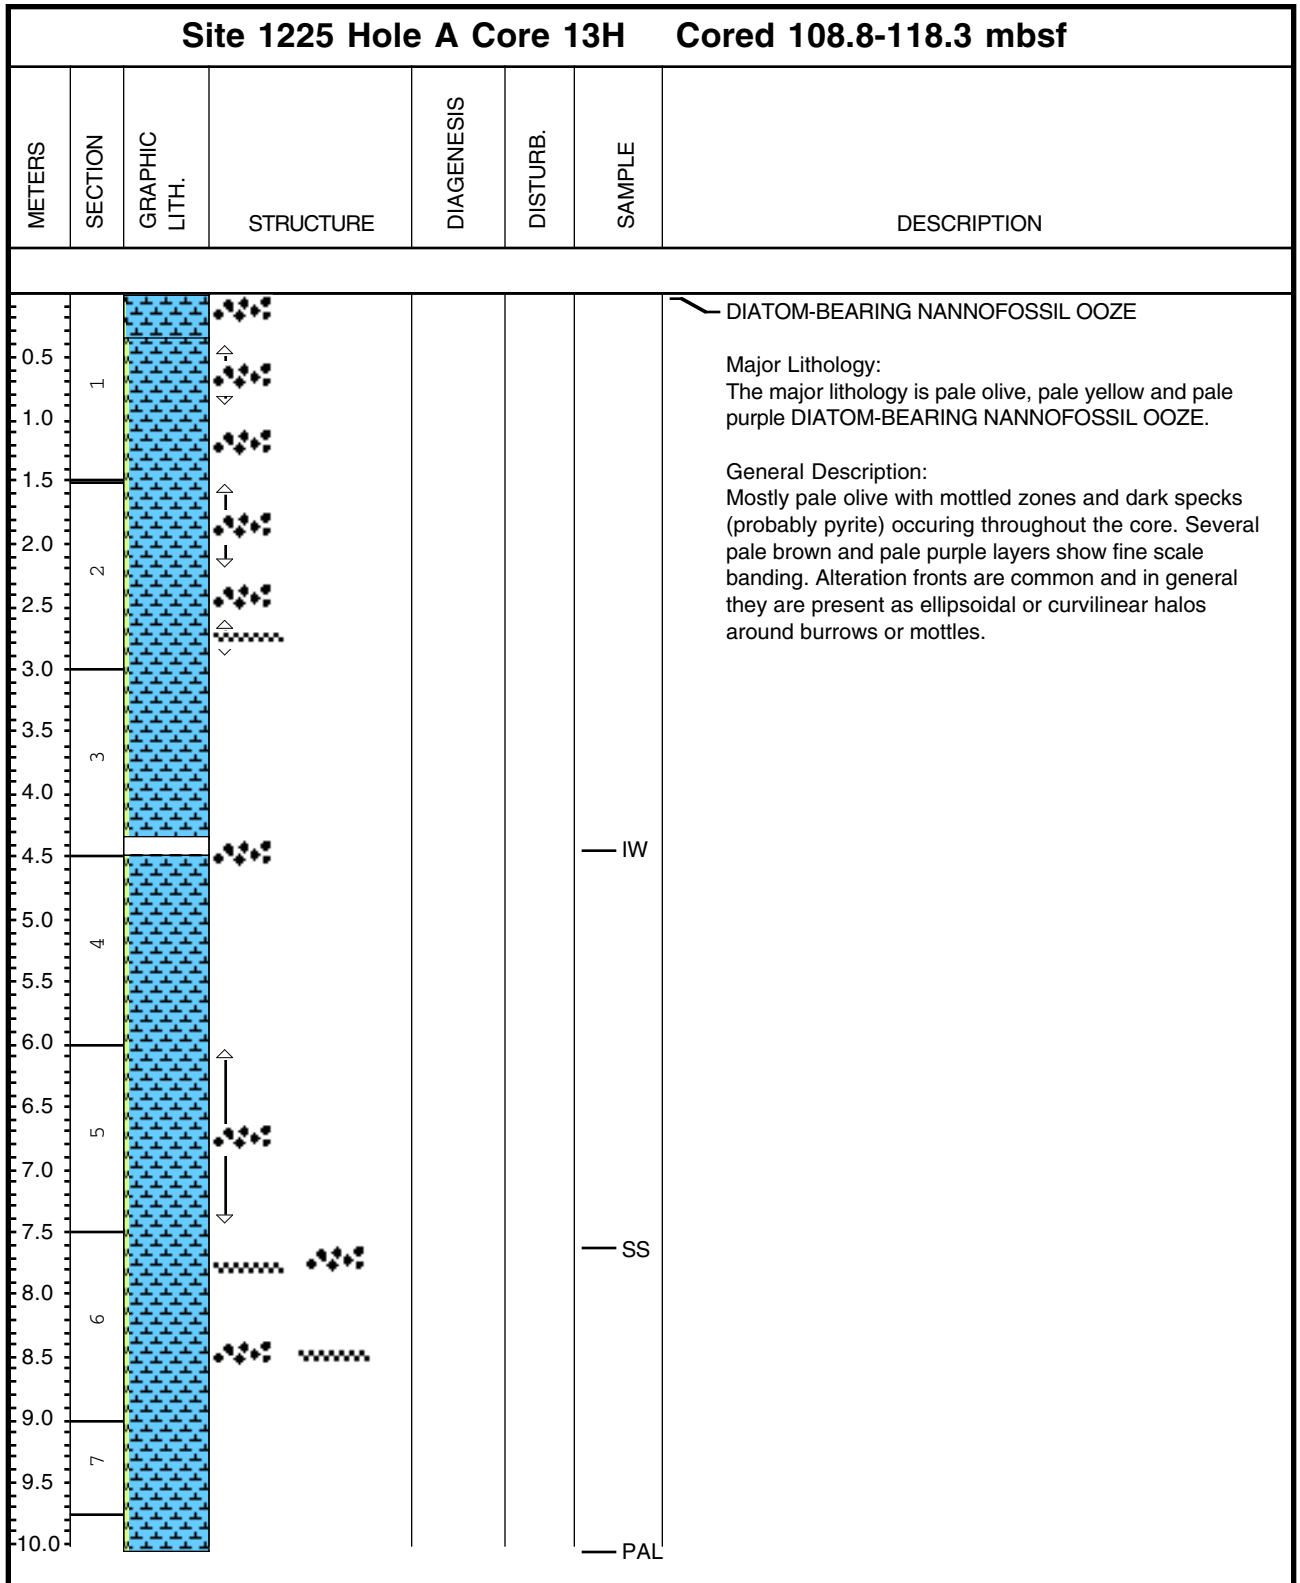 Site 1225 Hole A Core 13H Cored 108.8-118.3 mbsf
METERS
SECTION
GRAPHIC
LITH.
STRUCTURE
DIAGENESIS
DISTURB.
SAMPLE
DESCRIPTION
DIATOM-BEARING NANNOFOSSIL OOZE
Major Lithology:
The major lithology is pale olive, pale yellow and pale
purple DIATOM-BEARING NANNOFOSSIL OOZE.
General Description:
Mostly pale olive with mottled zones and dark specks
(probably pyrite) occuring throughout the core. Several
pale brown and pale purple layers show fine scale
banding. Alteration fronts are common and in general
they are present as ellipsoidal or curvilinear halos
around burrows or mottles.
0.5
1
1.0
1.5
2.0
2
2.5
3.0
3.5
3
4.0
4.5
IW
5.0
4
5.5
6.0
6.5
5
7.0
7.5
SS
8.0
6
8.5
9.0
7
9.5
10.0
PAL